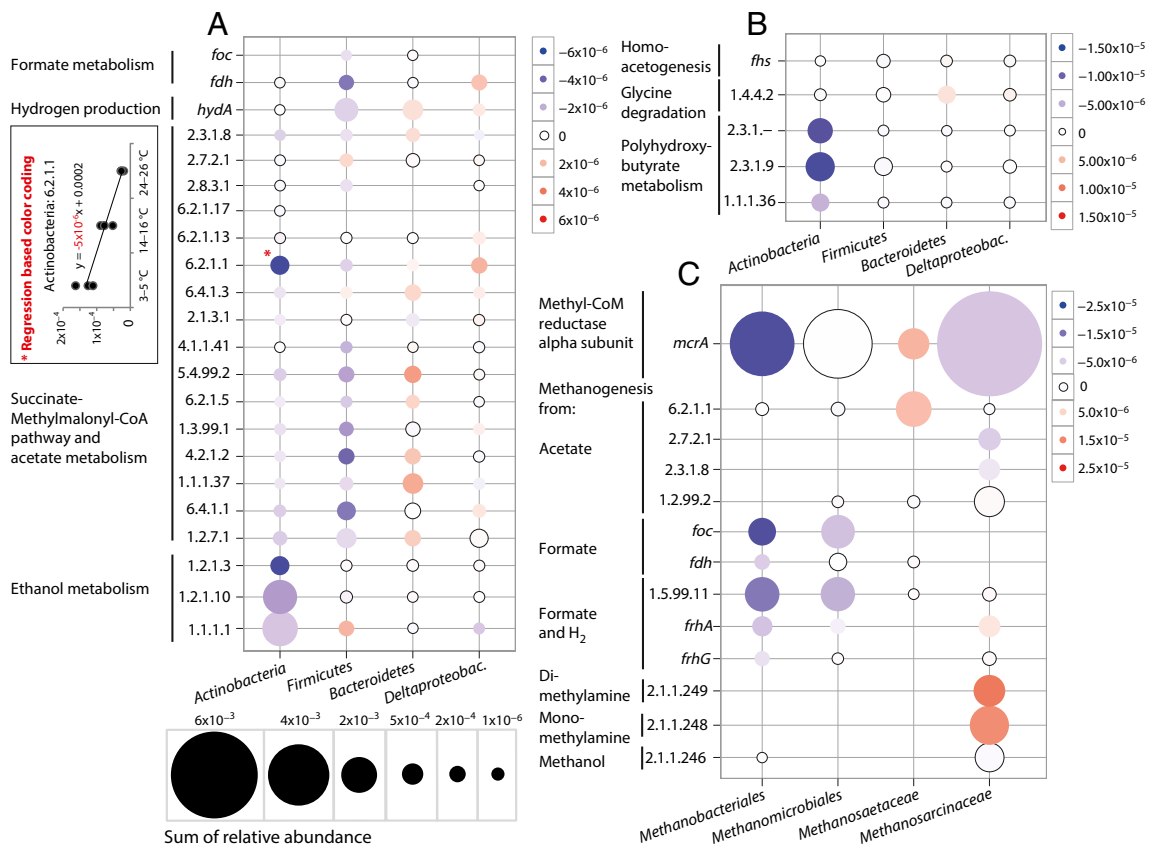 A
foc
fdh
hydA
2.3.1.8
2.7.2.1
2.8.3.1
6.2.1.17
6.2.1.13
6.2.1.1
6.4.1.3
2.1.3.1
4.1.1.41
5.4.99.2
6.2.1.5
1.3.99.1
4.2.1.2
1.1.1.37
6.4.1.1
1.2.7.1
1.2.1.3
1.2.1.10
1.1.1.1
Formate metabolism
Hydrogen production
Succinate-
Methylmalonyl-CoA
pathway and
acetate metabolism
Ethanol metabolism
* Regression based color coding
Actinobacteria: 6.2.1.1
y = -5x10⁻⁶x + 0.0002
2x10⁻⁴
1x10⁻⁴
0
3–5 °C
14–16 °C
24–26 °C
*
Actinobacteria
Firmicutes
Bacteroidetes
Deltaproteobac.
−6x10⁻⁶
−4x10⁻⁶
−2x10⁻⁶
0
2x10⁻⁶
4x10⁻⁶
6x10⁻⁶
6x10⁻³
4x10⁻³
2x10⁻³
5x10⁻⁴
2x10⁻⁴
1x10⁻⁶
Sum of relative abundance
B
Homo-
acetogenesis
Glycine
degradation
Polyhydroxy-
butyrate
metabolism
fhs
1.4.4.2
2.3.1.−
2.3.1.9
1.1.1.36
Actinobacteria
Firmicutes
Bacteroidetes
Deltaproteobac.
−1.50x10⁻⁵
−1.00x10⁻⁵
−5.00x10⁻⁶
0
5.00x10⁻⁶
1.00x10⁻⁵
1.50x10⁻⁵
C
Methyl-CoM
reductase
alpha subunit
Methanogenesis
from:
Acetate
Formate
Formate
and H₂
Di-
methylamine
Mono-
methylamine
Methanol
mcrA
6.2.1.1
2.7.2.1
2.3.1.8
1.2.99.2
foc
fdh
1.5.99.11
frhA
frhG
2.1.1.249
2.1.1.248
2.1.1.246
Methanobacteriales
Methanomicrobiales
Methanosaetaceae
Methanosarcinaceae
−2.5x10⁻⁵
−1.5x10⁻⁵
−5.0x10⁻⁶
0
5.0x10⁻⁶
1.5x10⁻⁵
2.5x10⁻⁵